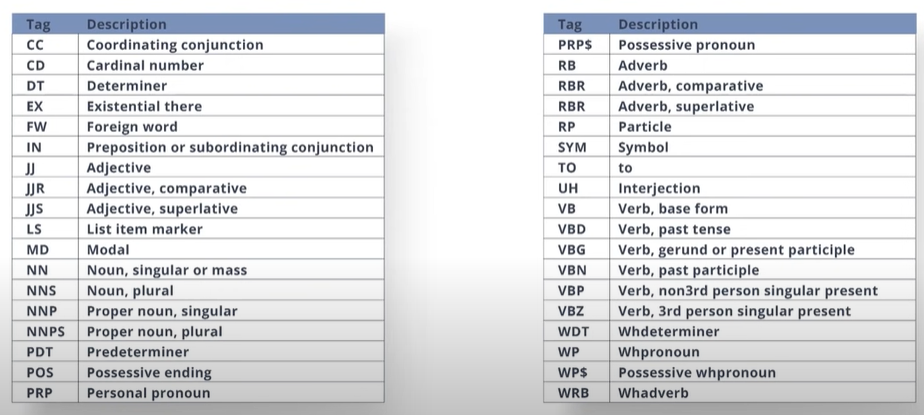 Tag Description
CC Coordinating conjunction
CD Cardinal number
DT Determiner
EX Existential there
FW Foreign word
IN Preposition or subordinating conjunction
JJ Adjective
JJR Adjective, comparative
JJS Adjective, superlative
LS List item marker
MD Modal
NN Noun, singular or mass
NNS Noun, plural
NNP Proper noun, singular
NNPS Proper noun, plural
PDT Predeterminer
POS Possessive ending
PRP Personal pronoun
Tag Description
PRP$ Possessive pronoun
RB Adverb
RBR Adverb, comparative
RBR Adverb, superlative
RP Particle
SYM Symbol
TO to
UH Interjection
VB Verb, base form
VBD Verb, past tense
VBG Verb, gerund or present participle
VBN Verb, past participle
VBP Verb, non3rd person singular present
VBZ Verb, 3rd person singular present
WDT Whdeterminer
WP Whpronoun
WP$ Possessive whpronoun
WRB Whadverb